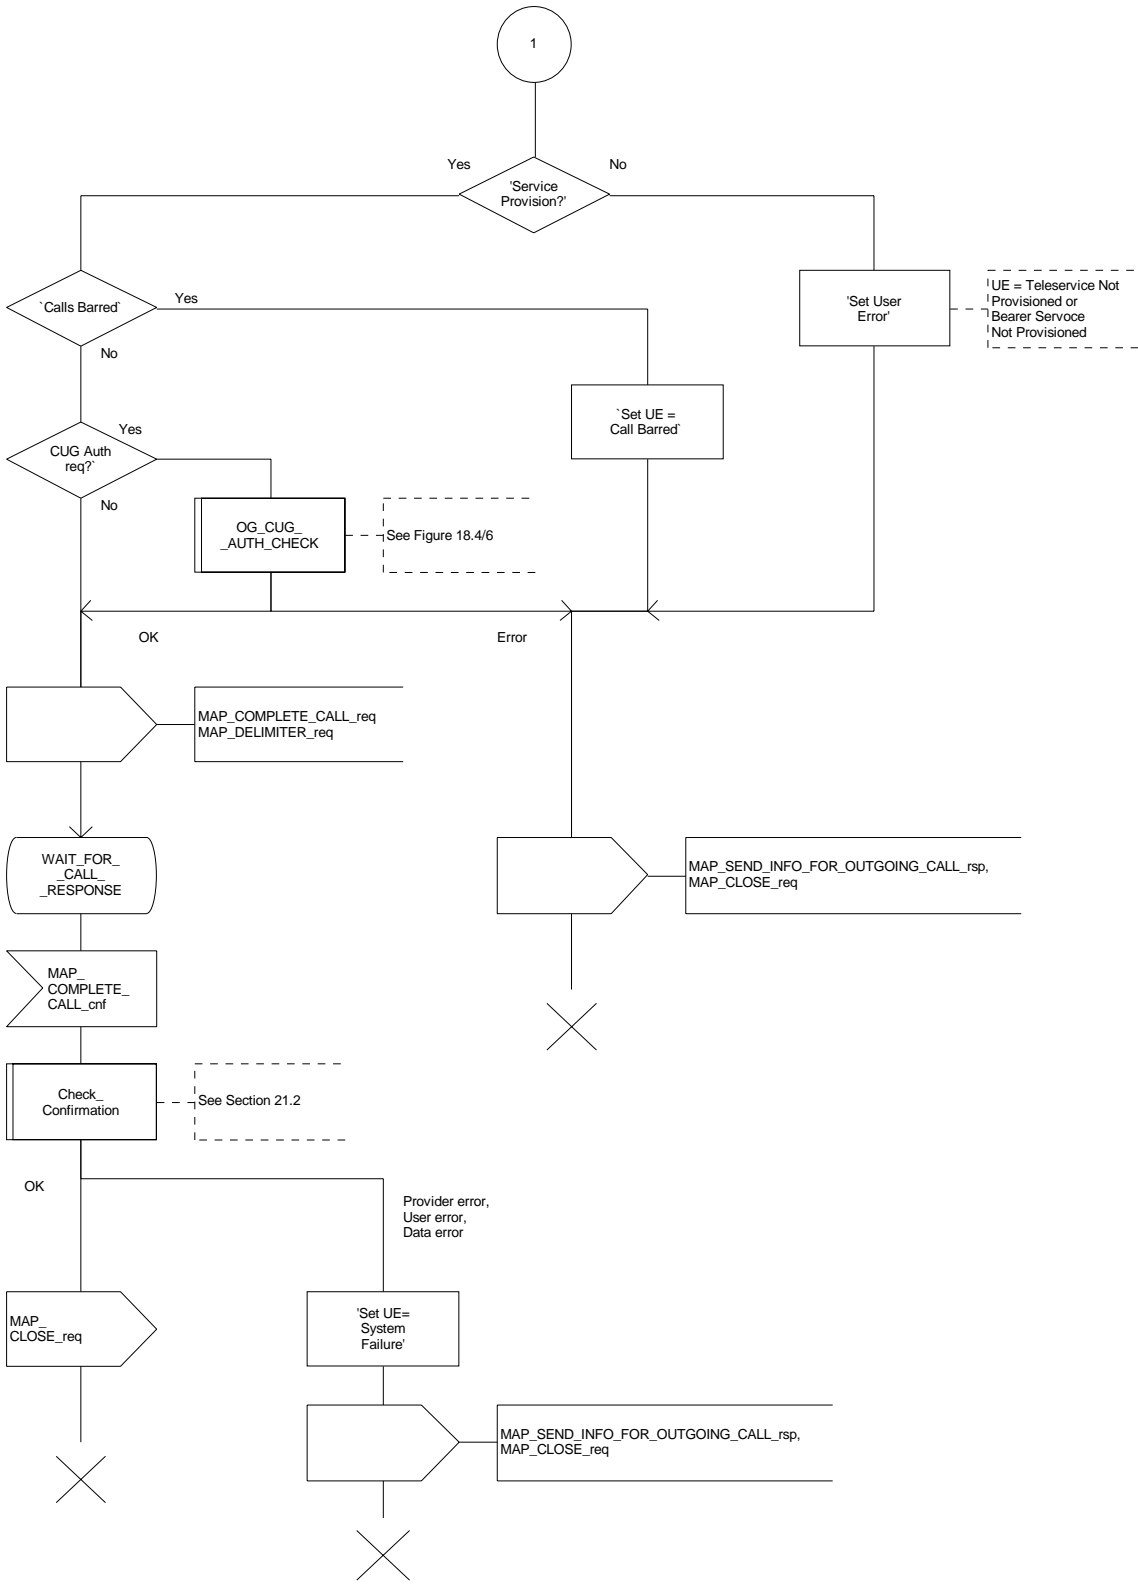 1
Yes
No
'Service
Provision?'
`Calls Barred`
Yes
No
'Set User
Error'
UE = Teleservice Not
Provisioned or
Bearer Servoce
Not Provisioned
`Set UE =
Call Barred`
CUG Auth
req?`
Yes
No
OG_CUG_
_AUTH_CHECK
See Figure 18.4/6
OK
Error
MAP_COMPLETE_CALL_req
MAP_DELIMITER_req
WAIT_FOR_
_CALL_
_RESPONSE
MAP_SEND_INFO_FOR_OUTGOING_CALL_rsp,
MAP_CLOSE_req
MAP_
COMPLETE_
CALL_cnf
Check_
Confirmation
See Section 21.2
OK
Provider error,
User error,
Data error
MAP_
CLOSE_req
'Set UE=
System
Failure'
MAP_SEND_INFO_FOR_OUTGOING_CALL_rsp,
MAP_CLOSE_req